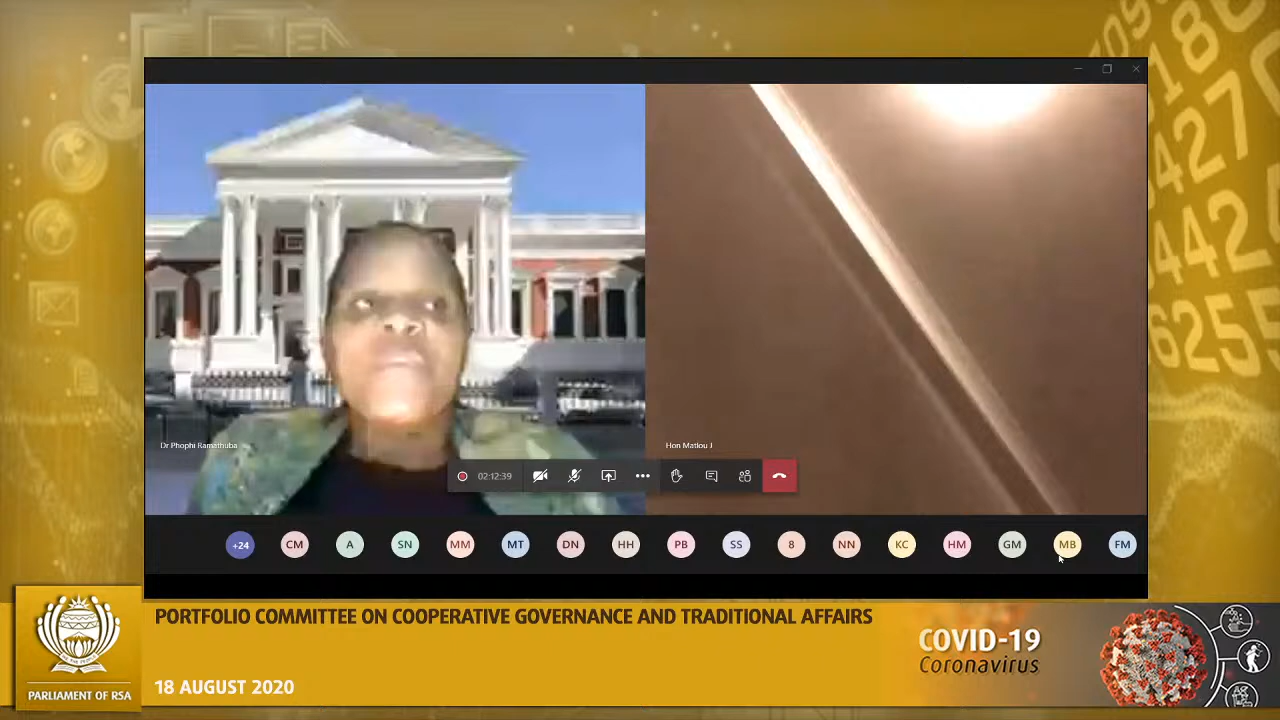 Dr Phophi Ramathuba
Hon Matlou J
02:12:39
+24
CM
A
SN
MM
MT
DN
HH
PB
SS
8
NN
KC
HM
GM
MB
FM
PORTFOLIO COMMITTEE ON COOPERATIVE GOVERNANCE AND TRADITIONAL AFFAIRS
COVID-19
Coronavirus
PARLIAMENT OF RSA
18 AUGUST 2020